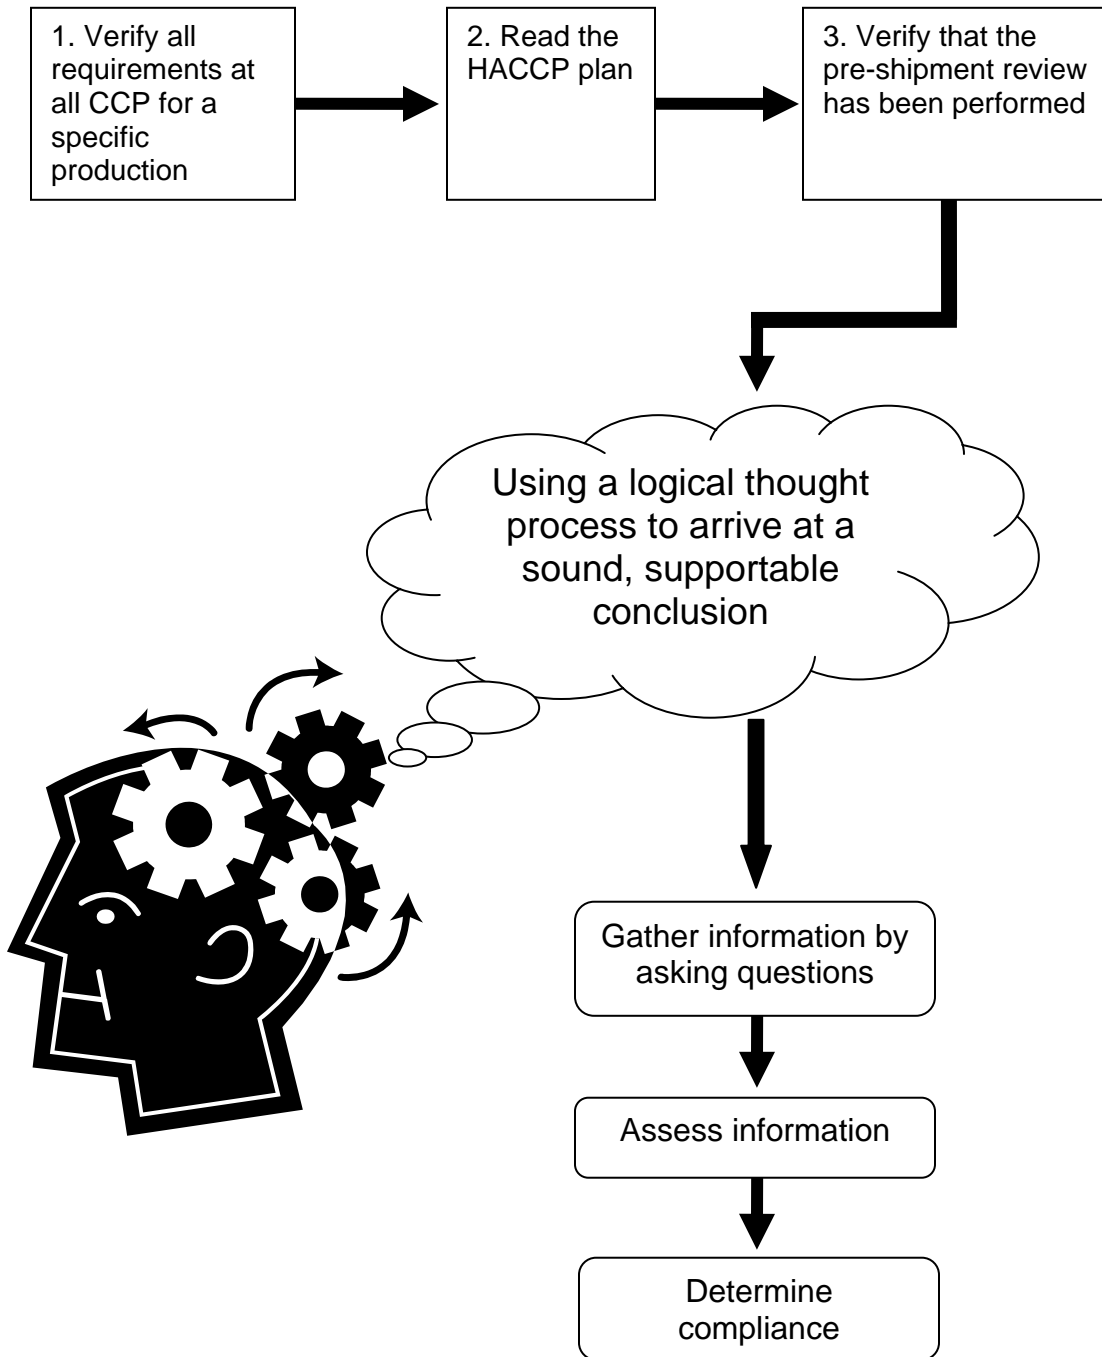 1. Verify all
requirements at
all CCP for a
specific
production
2. Read the
HACCP plan
3. Verify that the
pre-shipment review
has been performed
Using a logical thought
process to arrive at a
sound, supportable
conclusion
Gather information by
asking questions
Assess information
Determine
compliance